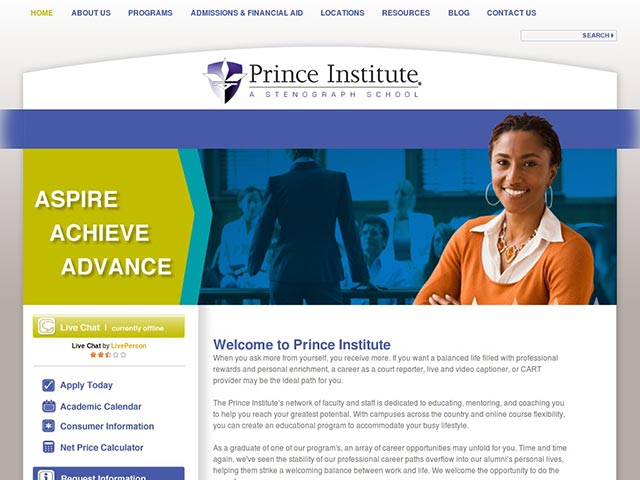 HOME ABOUT US PROGRAMS ADMISSIONS & FINANCIAL AID LOCATIONS RESOURCES BLOG CONTACT US
SEARCH
Prince Institute®
A STENOGRAPH SCHOOL
ASPIRE
ACHIEVE
ADVANCE
Live Chat | currently offline
Live Chat by LivePerson
Apply Today
Academic Calendar
Consumer Information
Net Price Calculator
Request Information
Welcome to Prince Institute
When you ask more from yourself, you receive more. If you want a balanced life filled with professional
rewards and personal enrichment, a career as a court reporter, live and video captioner, or CART
provider may be the ideal path for you.
The Prince Institute's network of faculty and staff is dedicated to educating, mentoring, and coaching you
to help you reach your greatest potential. With campuses across the country and online course flexibility,
you can create an educational program to accommodate your busy lifestyle.
As a graduate of one of our program's, an array of career opportunities may unfold for you. Time and time
again, we've seen the stability of our professional career paths overflow into our alumni's personal lives,
helping them strike a welcoming balance between work and life. We welcome the opportunity to do the